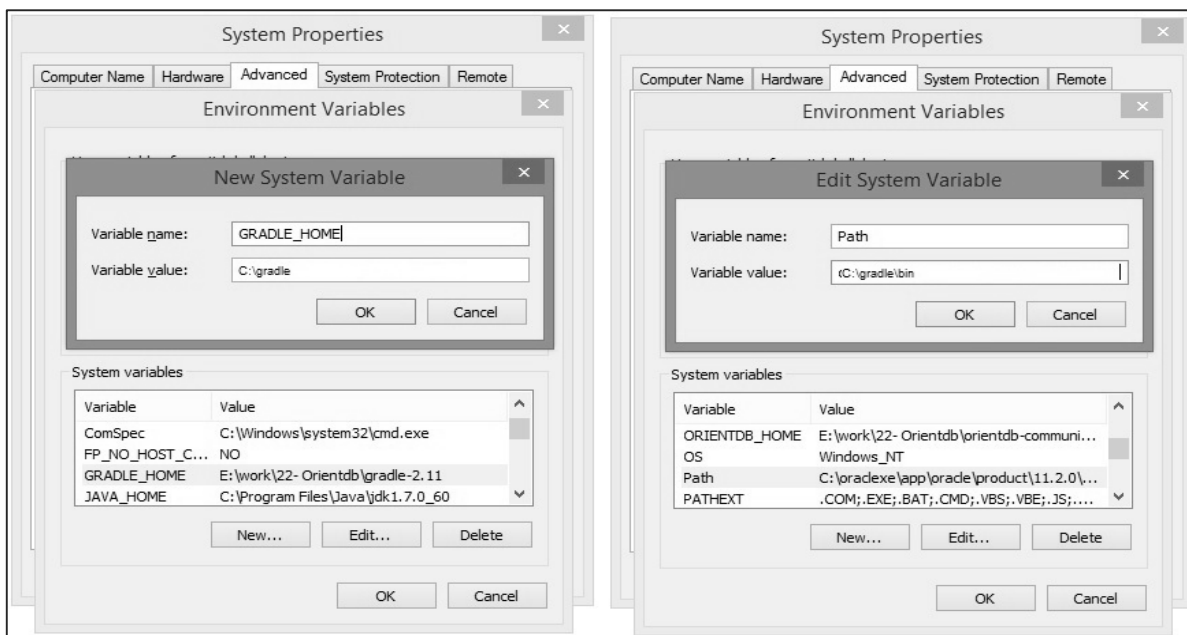 System Properties
Computer Name Hardware Advanced System Protection Remote
Environment Variables
New System Variable
Variable name: GRADLE_HOME
Variable value: C:\gradle
OK Cancel
System variables
Variable Value
ComSpec C:\Windows\system32\cmd.exe
FP_NO_HOST_C... NO
GRADLE_HOME E:\work\22- Orientdb\gradle-2.11
JAVA_HOME C:\Program Files\Java\jdk1.7.0_60
New... Edit... Delete
OK Cancel
System Properties
Computer Name Hardware Advanced System Protection Remote
Environment Variables
Edit System Variable
Variable name: Path
Variable value: C:\gradle\bin
OK Cancel
System variables
Variable Value
ORIENTDB_HOME E:\work\22- Orientdb\orientdb-communi...
OS Windows_NT
Path C:\oraclexe\app\oracle\product\11.2.0\...
PATHEXT .COM;.EXE;.BAT;.CMD;.VBS;.VBE;.JS;....
New... Edit... Delete
OK Cancel